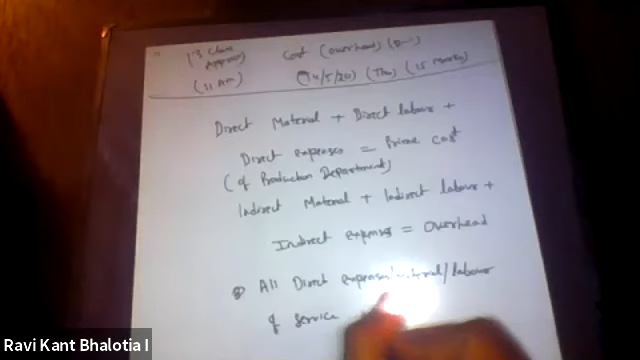 (3 Class Approx) Cost (overhead)
(11 AM) (14/5/20) (Thu) (15 Marks)
Direct Material + Direct labour +
Direct expenses = Prime Cost
(of Production Department)
Indirect Material + Indirect labour +
Indirect expenses = Overhead
All Direct expenses/material/labour
of service
Ravi Kant Bhalotia I